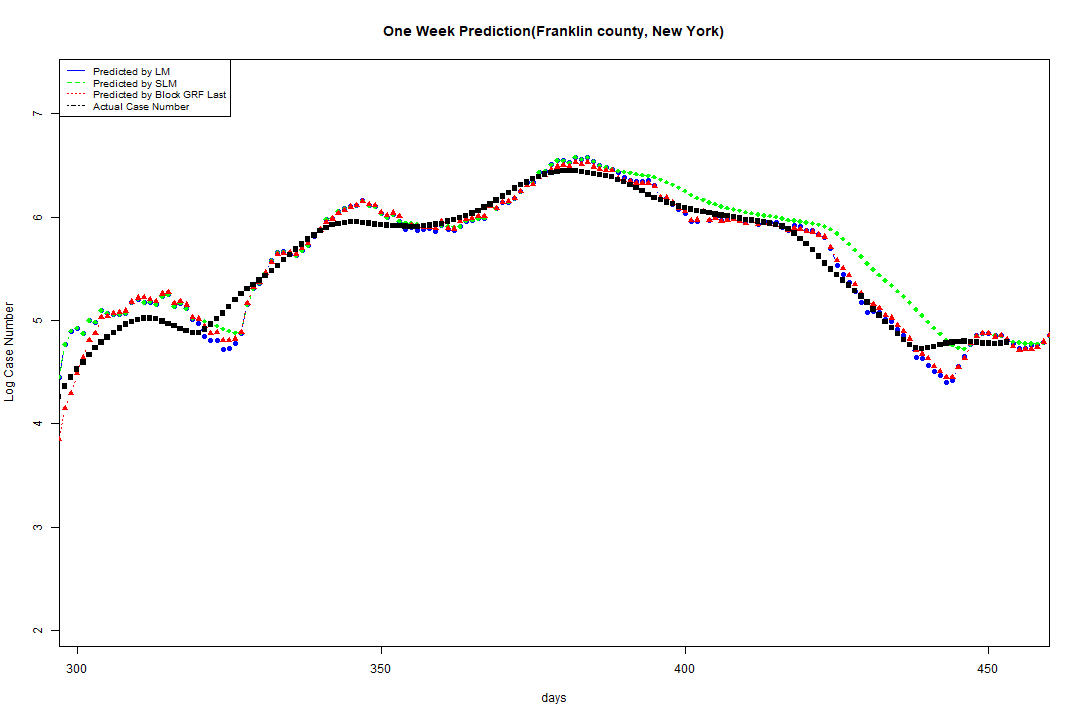 One Week Prediction(Franklin county, New York)
Predicted by LM
Predicted by SLM
Predicted by Block GRF Last
Actual Case Number
7
6
5
4
3
2
Log Case Number
300 350 400 450
days